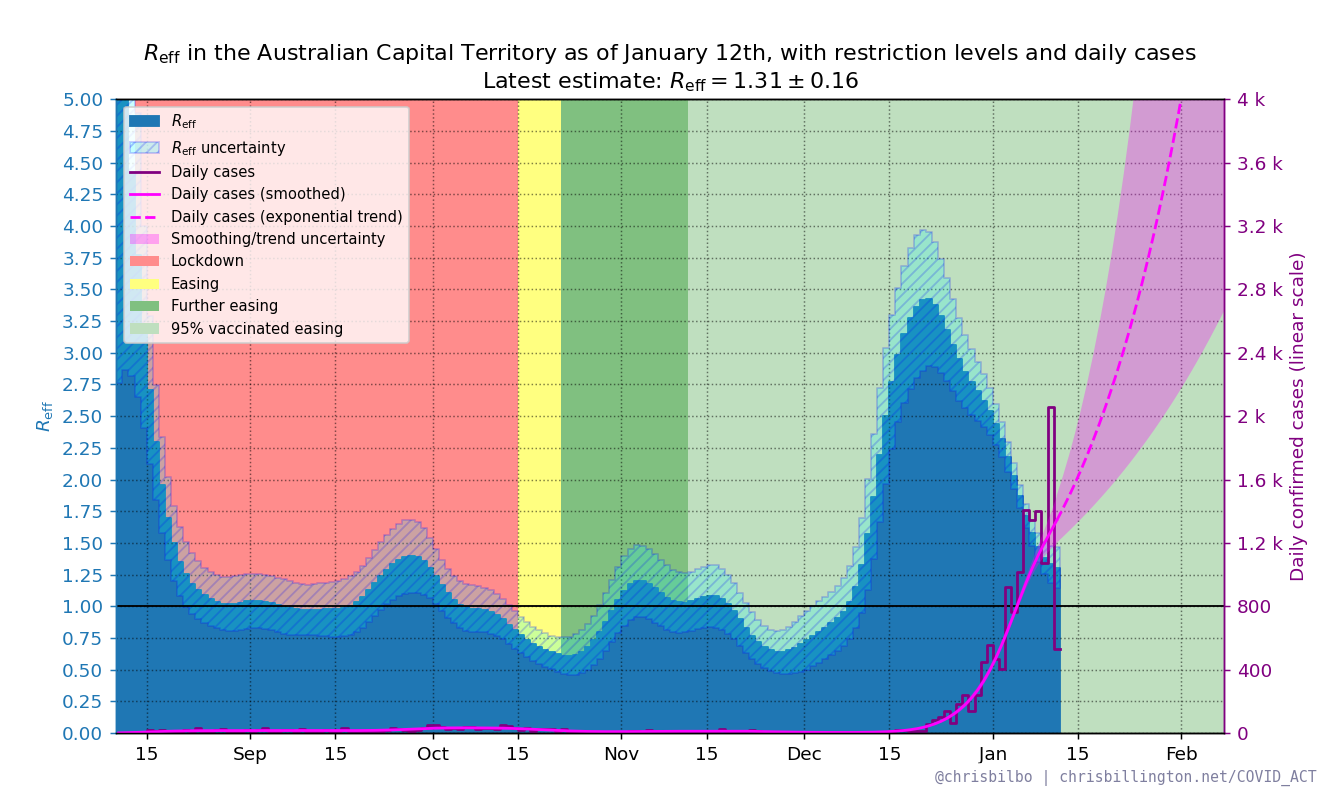 R_eff in the Australian Capital Territory as of January 12th, with restriction levels and daily cases
Latest estimate: R_eff = 1.31 ± 0.16
R_eff
R_eff uncertainty
Daily cases
Daily cases (smoothed)
Daily cases (exponential trend)
Smoothing/trend uncertainty
Lockdown
Easing
Further easing
95% vaccinated easing
5.00
4.75
4.50
4.25
4.00
3.75
3.50
3.25
3.00
2.75
2.50
2.25
2.00
1.75
1.50
1.25
1.00
0.75
0.50
0.25
0.00
R_eff
4 k
3.6 k
3.2 k
2.8 k
2.4 k
2 k
1.6 k
1.2 k
800
400
0
Daily confirmed cases (linear scale)
15 Sep 15 Oct 15 Nov 15 Dec 15 Jan 15 Feb
@chrisbilbo | chrisbillington.net/COVID_ACT